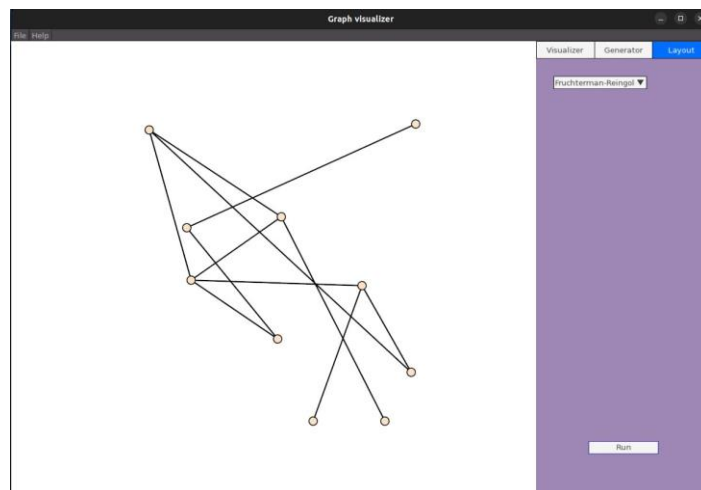 Graph visualizer
File Help
Visualizer Generator Layout
Fruchterman-Reingol
Run